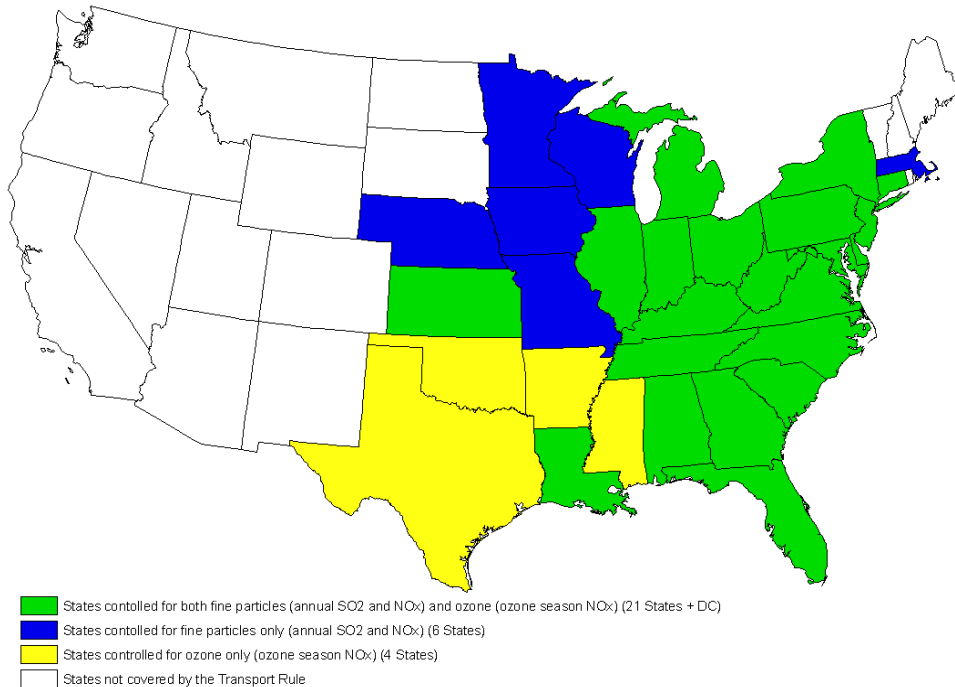 States contolled for both fine particles (annual SO2 and NOx) and ozone (ozone season NOx) (21 States + DC)
States contolled for fine particles only (annual SO2 and NOx) (6 States)
States controlled for ozone only (ozone season NOx) (4 States)
States not covered by the Transport Rule